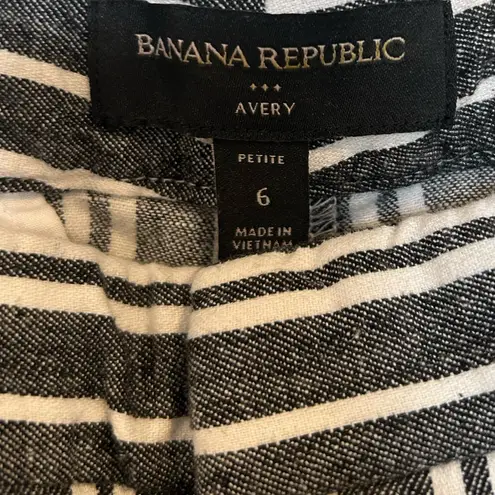 BANANA REPUBLIC
AVERY
PETITE
6
MADE IN
VIETNAM